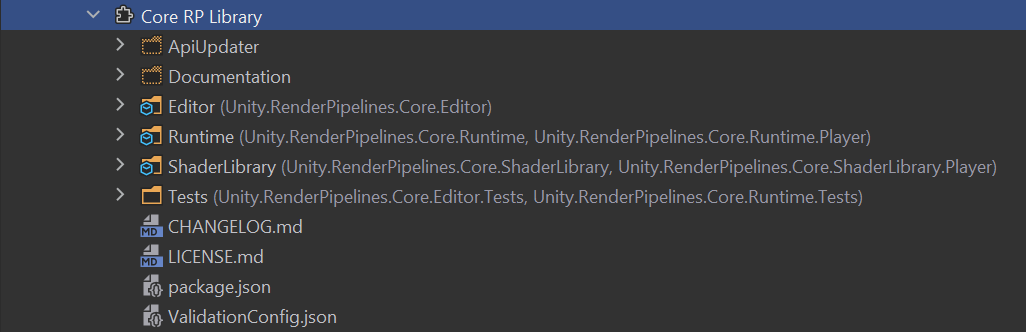 Core RP Library
ApiUpdater
Documentation
Editor (Unity.RenderPipelines.Core.Editor)
Runtime (Unity.RenderPipelines.Core.Runtime, Unity.RenderPipelines.Core.Runtime.Player)
ShaderLibrary (Unity.RenderPipelines.Core.ShaderLibrary, Unity.RenderPipelines.Core.ShaderLibrary.Player)
Tests (Unity.RenderPipelines.Core.Editor.Tests, Unity.RenderPipelines.Core.Runtime.Tests)
MD CHANGELOG.md
MD LICENSE.md
package.json
ValidationConfig.json